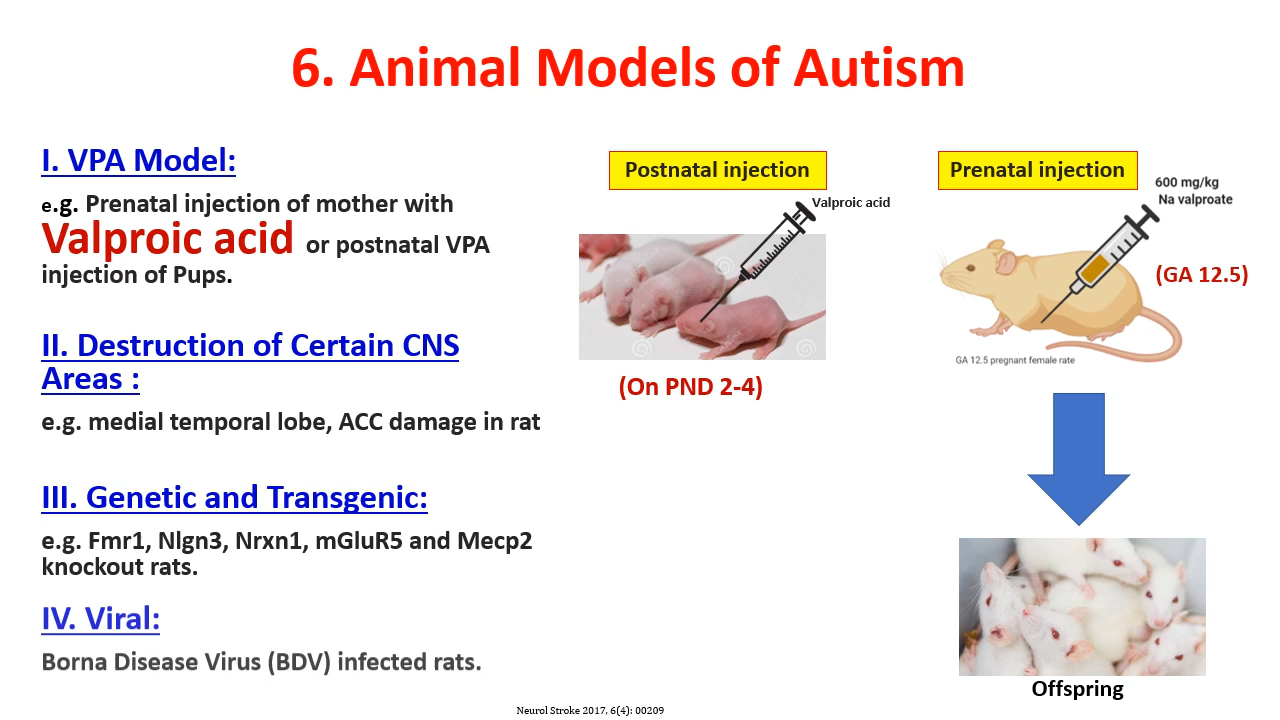 6. Animal Models of Autism
I. VPA Model:
e.g. Prenatal injection of mother with
Valproic acid or postnatal VPA
injection of Pups.
II. Destruction of Certain CNS
Areas :
e.g. medial temporal lobe, ACC damage in rat
III. Genetic and Transgenic:
e.g. Fmr1, Nlgn3, Nrxn1, mGluR5 and Mecp2
knockout rats.
IV. Viral:
Borna Disease Virus (BDV) infected rats.
Postnatal injection
Valproic acid
(On PND 2-4)
Prenatal injection
600 mg/kg
Na valproate
(GA 12.5)
GA 12.5 pregnant female rate
Offspring
Neurol Stroke 2017, 6(4): 00209